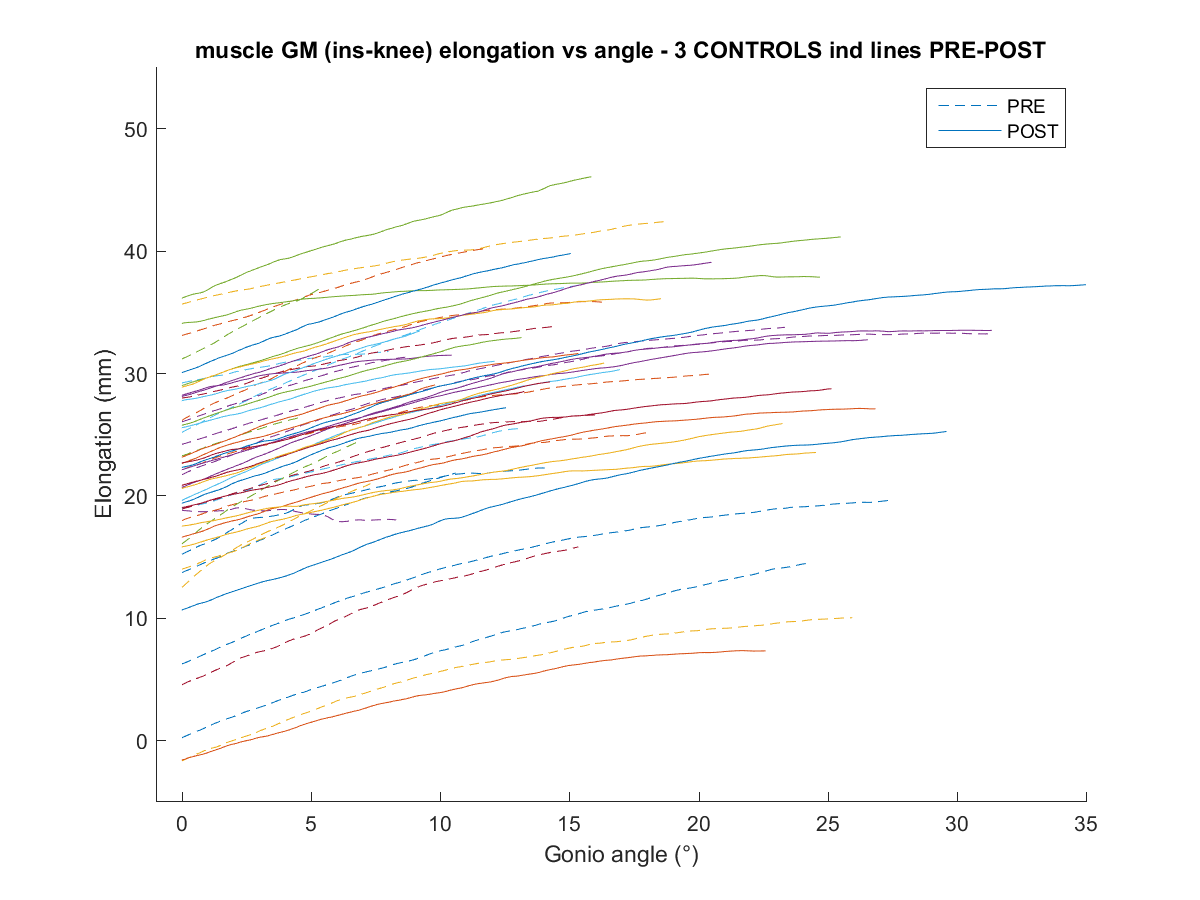 muscle GM (ins-knee) elongation vs angle - 3 CONTROLS ind lines PRE-POST
PRE
POST
50
40
30
20
10
0
Elongation (mm)
0 5 10 15 20 25 30 35
Gonio angle (°)